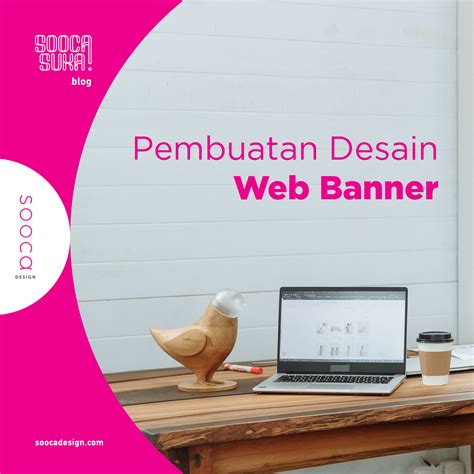 SOOCA
SUKA!
blog
Pembuatan Desain
Web Banner
sooca
DESIGN
soocadesign.com